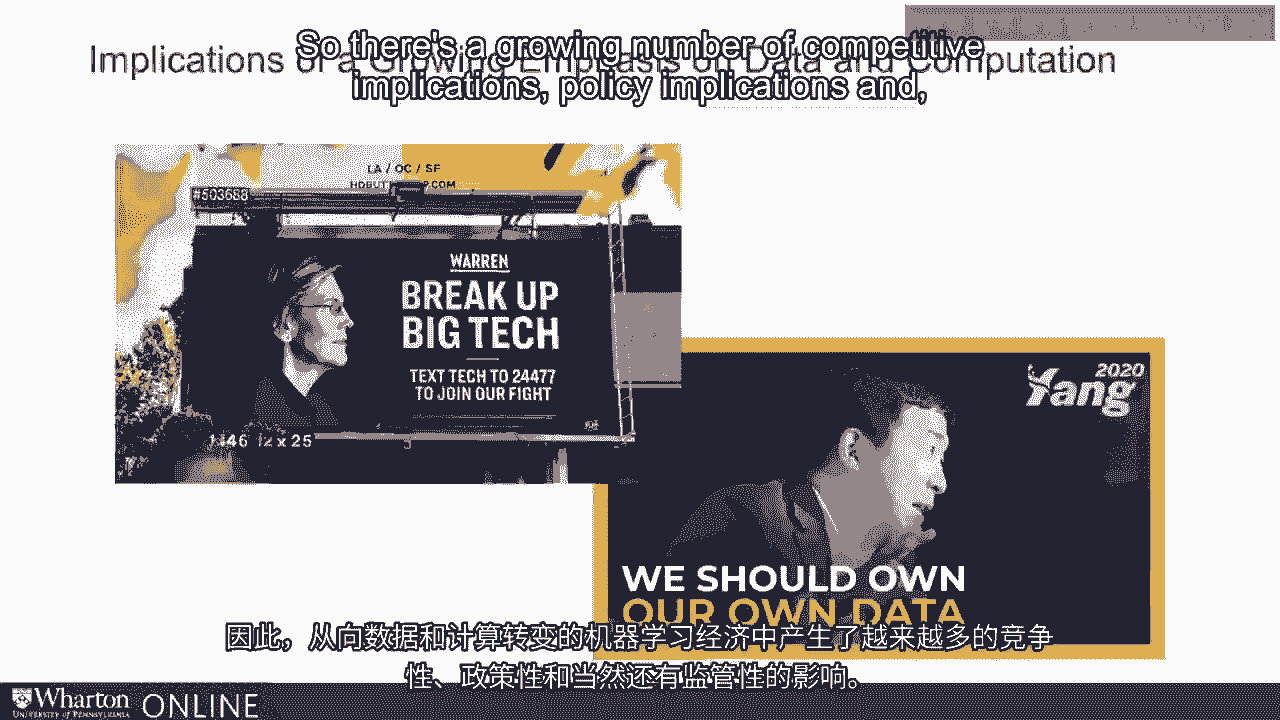 Implications of a Growing Emphasis on Data and Computation
So there's a growing number of competitive
implications, policy implications and,
LA / OC / SF
#503688
WARREN
BREAK UP
BIG TECH
TEXT TECH TO 24477
TO JOIN OUR FIGHT
Yang
2020
WE SHOULD OWN
OUR OWN DATA
因此，从向数据和计算转变的机器学习经济中产生了越来越多的竞争
性、政策性和当然还有监管性的影响。
Wharton
UNIVERSITY of PENNSYLVANIA
ONLINE